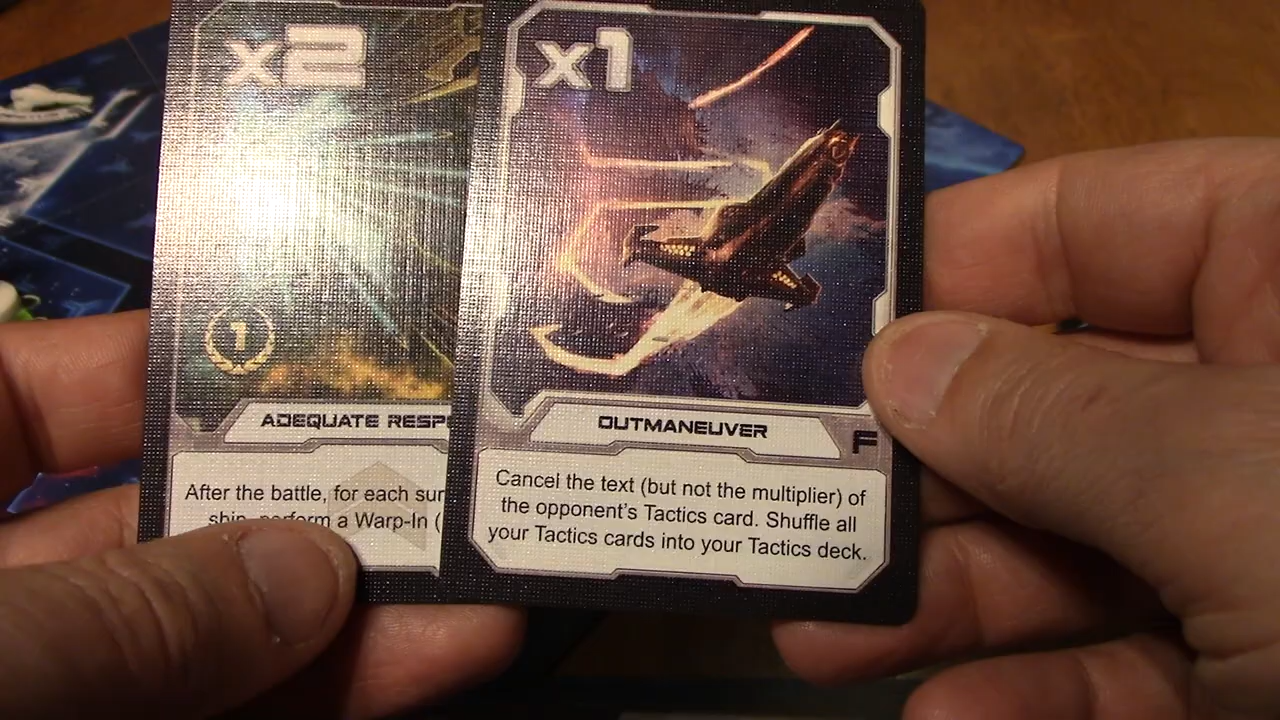 x2
1
ADEQUATE RESP
After the battle, for each sur
ship, perform a Warp-In (
x1
OUTMANEUVER
F
Cancel the text (but not the multiplier) of
the opponent's Tactics card. Shuffle all
your Tactics cards into your Tactics deck.